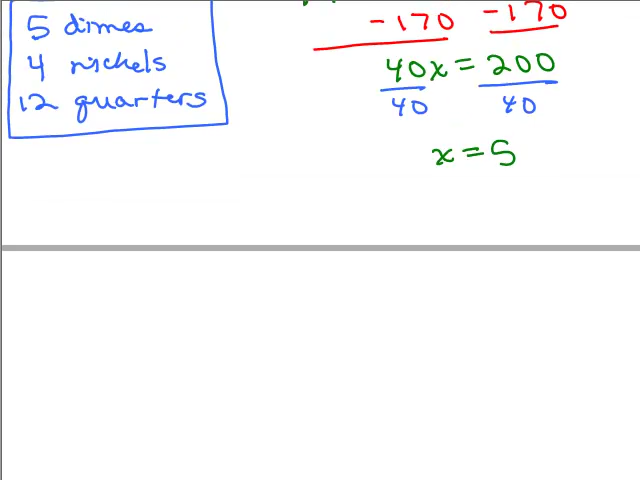 5 dimes
4 nickels
12 quarters
-170 -170
40x = 200
40 40
x = 5